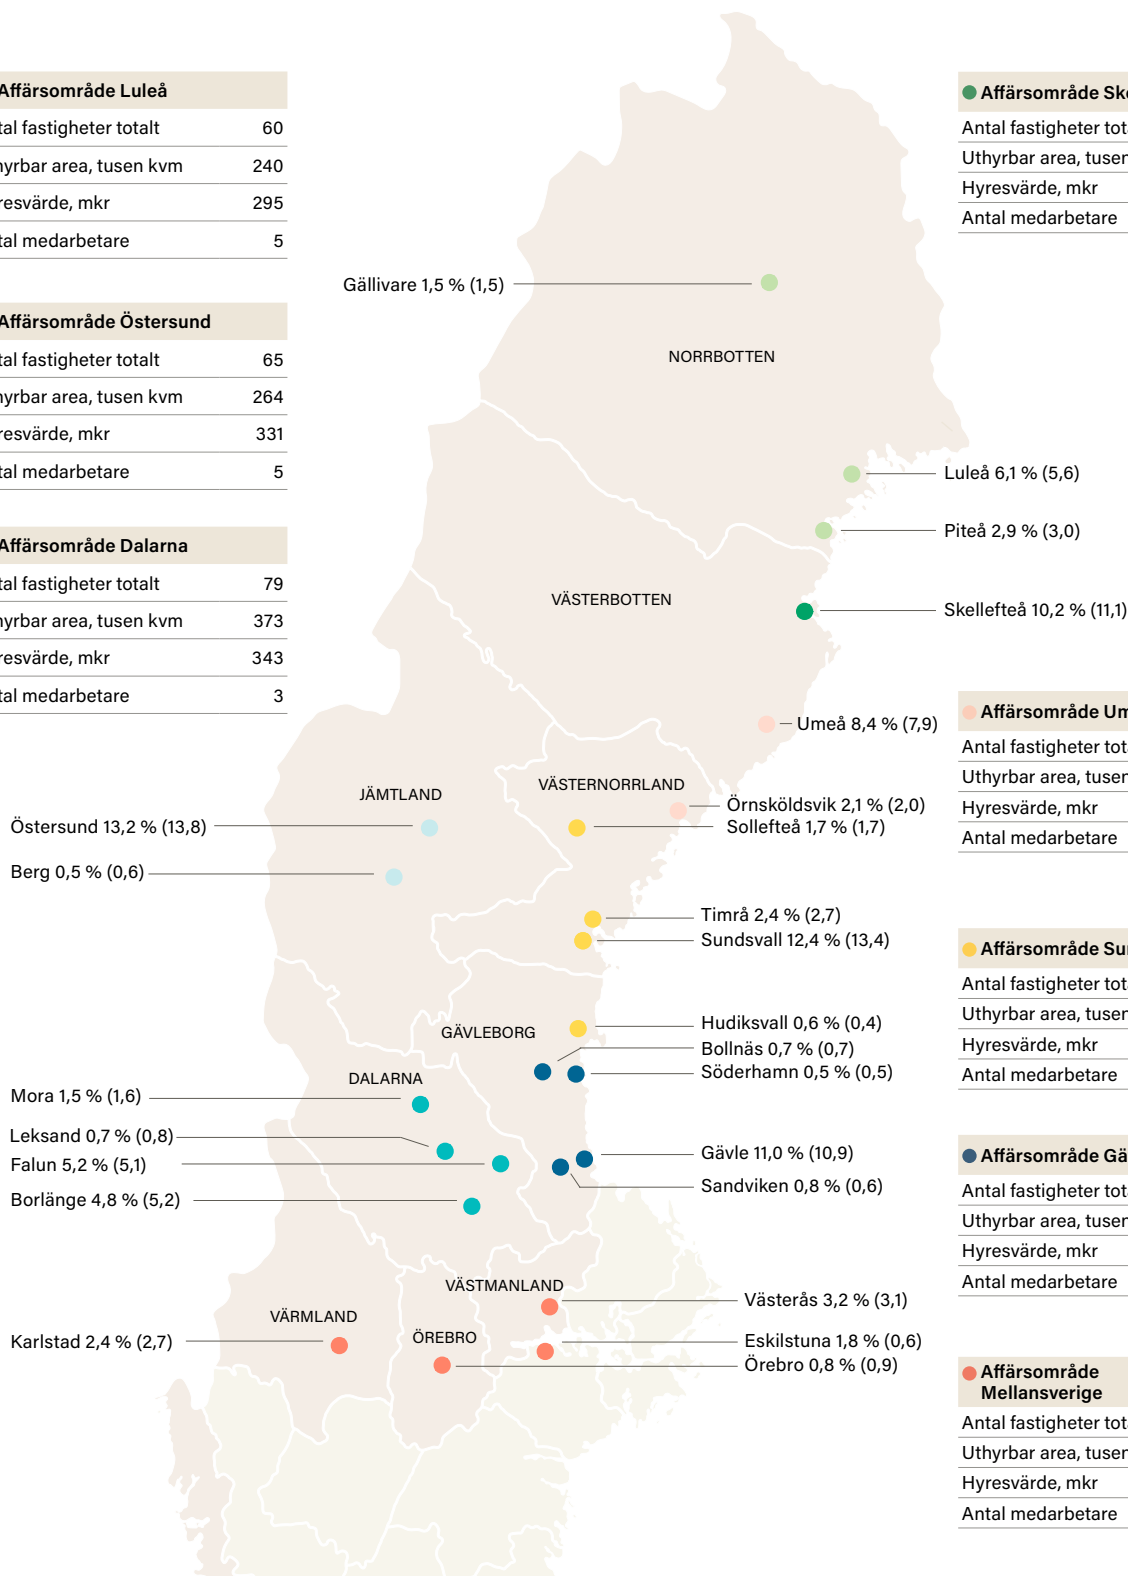 Affärsområde Luleå
tal fastigheter totalt 60
hyrbar area, tusen kvm 240
resvärde, mkr 295
tal medarbetare 5
Affärsområde Östersund
tal fastigheter totalt 65
hyrbar area, tusen kvm 264
resvärde, mkr 331
tal medarbetare 5
Affärsområde Dalarna
tal fastigheter totalt 79
hyrbar area, tusen kvm 373
resvärde, mkr 343
tal medarbetare 3
Gällivare 1,5 % (1,5)
NORRBOTTEN
Luleå 6,1 % (5,6)
Piteå 2,9 % (3,0)
VÄSTERBOTTEN
Skellefteå 10,2 % (11,1)
Umeå 8,4 % (7,9)
VÄSTERNORRLAND
JÄMTLAND
Örnsköldsvik 2,1 % (2,0)
Sollefteå 1,7 % (1,7)
Östersund 13,2 % (13,8)
Berg 0,5 % (0,6)
Timrå 2,4 % (2,7)
Sundsvall 12,4 % (13,4)
Hudiksvall 0,6 % (0,4)
GÄVLEBORG
Bollnäs 0,7 % (0,7)
Söderhamn 0,5 % (0,5)
DALARNA
Mora 1,5 % (1,6)
Leksand 0,7 % (0,8)
Falun 5,2 % (5,1)
Borlänge 4,8 % (5,2)
Gävle 11,0 % (10,9)
Sandviken 0,8 % (0,6)
VÄSTMANLAND
Västerås 3,2 % (3,1)
VÄRMLAND
ÖREBRO
Karlstad 2,4 % (2,7)
Eskilstuna 1,8 % (0,6)
Örebro 0,8 % (0,9)
Affärsområde Ske
Antal fastigheter tota
Uthyrbar area, tusen
Hyresvärde, mkr
Antal medarbetare
Affärsområde Um
Antal fastigheter tota
Uthyrbar area, tusen
Hyresvärde, mkr
Antal medarbetare
Affärsområde Sun
Antal fastigheter tota
Uthyrbar area, tusen
Hyresvärde, mkr
Antal medarbetare
Affärsområde Gä
Antal fastigheter tota
Uthyrbar area, tusen
Hyresvärde, mkr
Antal medarbetare
Affärsområde
Mellansverige
Antal fastigheter tota
Uthyrbar area, tusen
Hyresvärde, mkr
Antal medarbetare